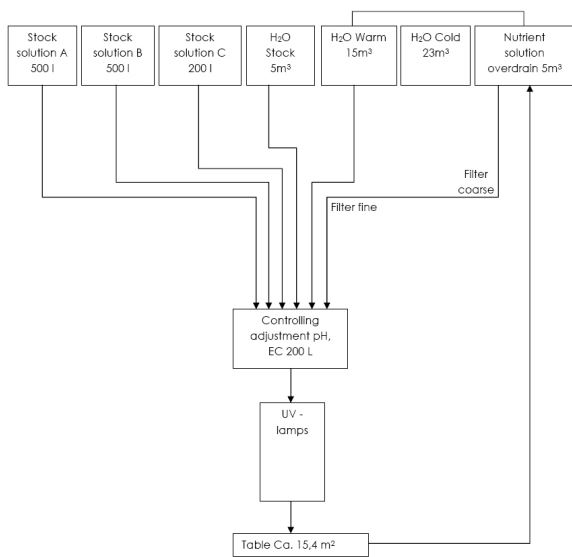 Stock
solution A
500 l
Stock
solution B
500 l
Stock
solution C
200 l
H₂O
Stock
5m³
H₂O Warm
15m³
H₂O Cold
23m³
Nutrient
solution
overdrain 5m³
Filter
coarse
Filter fine
Controlling
adjustment pH,
EC 200 L
UV -
lamps
Table Ca. 15,4 m²